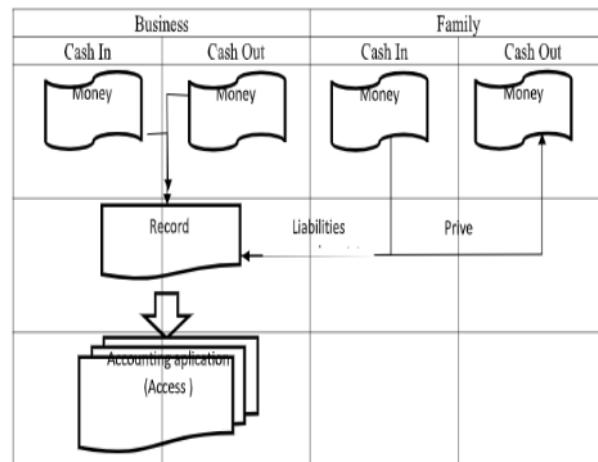 Business Family
Cash In Cash Out Cash In Cash Out
Money Money Money Money
Record Liabilities Prive
Accounting aplication
(Access )